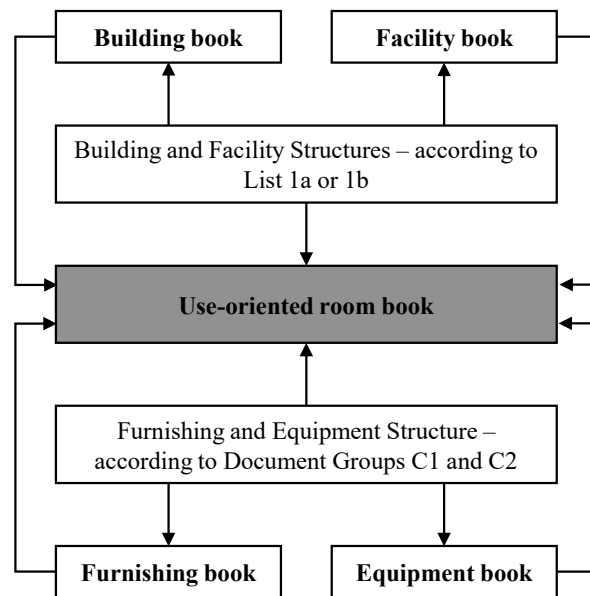 Building book
Facility book
Building and Facility Structures – according to
List 1a or 1b
Use-oriented room book
Furnishing and Equipment Structure –
according to Document Groups C1 and C2
Furnishing book
Equipment book